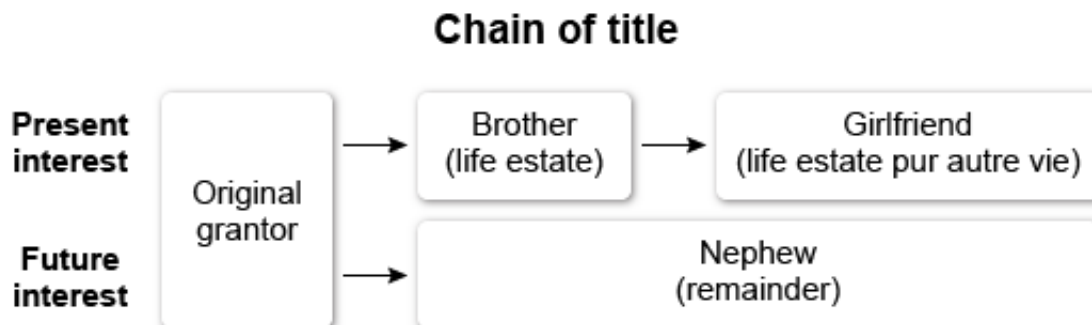 Chain of title
Present
interest
Original
grantor
Brother
(life estate)
Girlfriend
(life estate pur autre vie)
Future
interest
Nephew
(remainder)